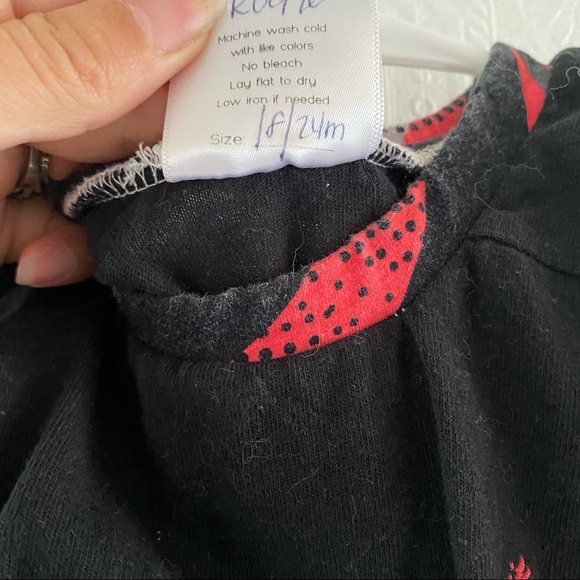 Machine wash cold
with like colors
No bleach
Lay flat to dry
Low iron if needed
Size: 18/24m